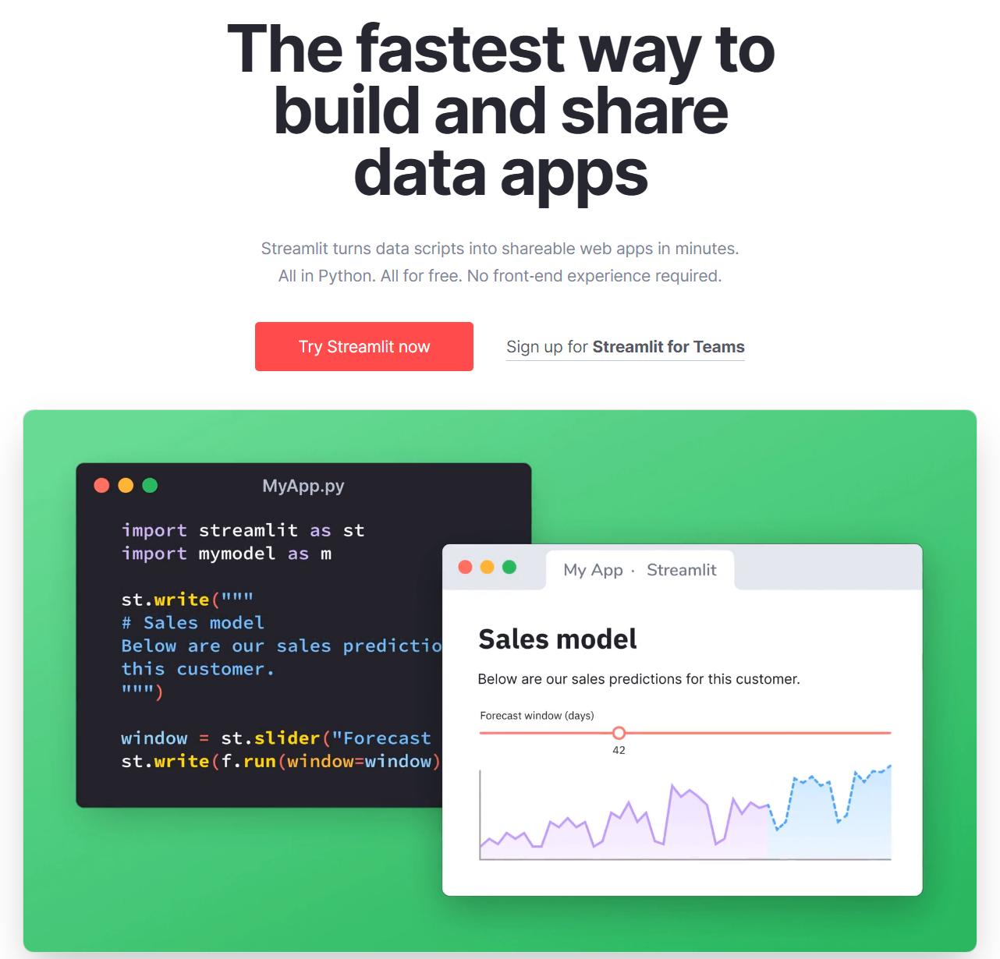 The fastest way to
build and share
data apps
Streamlit turns data scripts into shareable web apps in minutes.
All in Python. All for free. No front-end experience required.
Try Streamlit now
Sign up for Streamlit for Teams
MyApp.py
import streamlit as st
import mymodel as m
st.write("""
# Sales model
Below are our sales predictio
this customer.
""")
window = st.slider("Forecast
st.write(f.run(window=window)
My App · Streamlit
Sales model
Below are our sales predictions for this customer.
Forecast window (days)
42